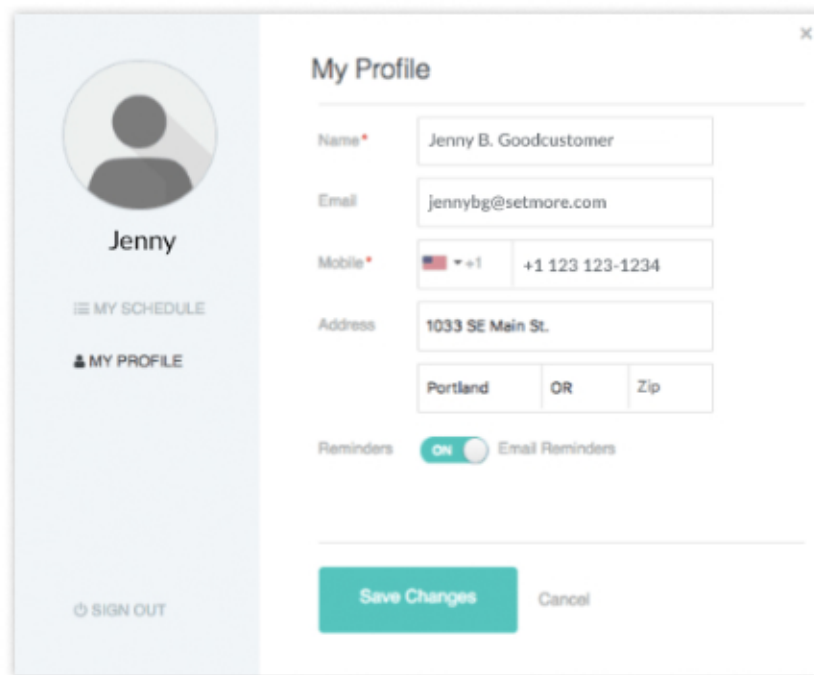 ×
My Profile
Jenny
MY SCHEDULE
MY PROFILE
SIGN OUT
Name* Jenny B. Goodcustomer
Email jennybg@setmore.com
Mobile* +1 +1 123 123-1234
Address 1033 SE Main St.
Portland OR Zip
Reminders ON Email Reminders
Save Changes Cancel